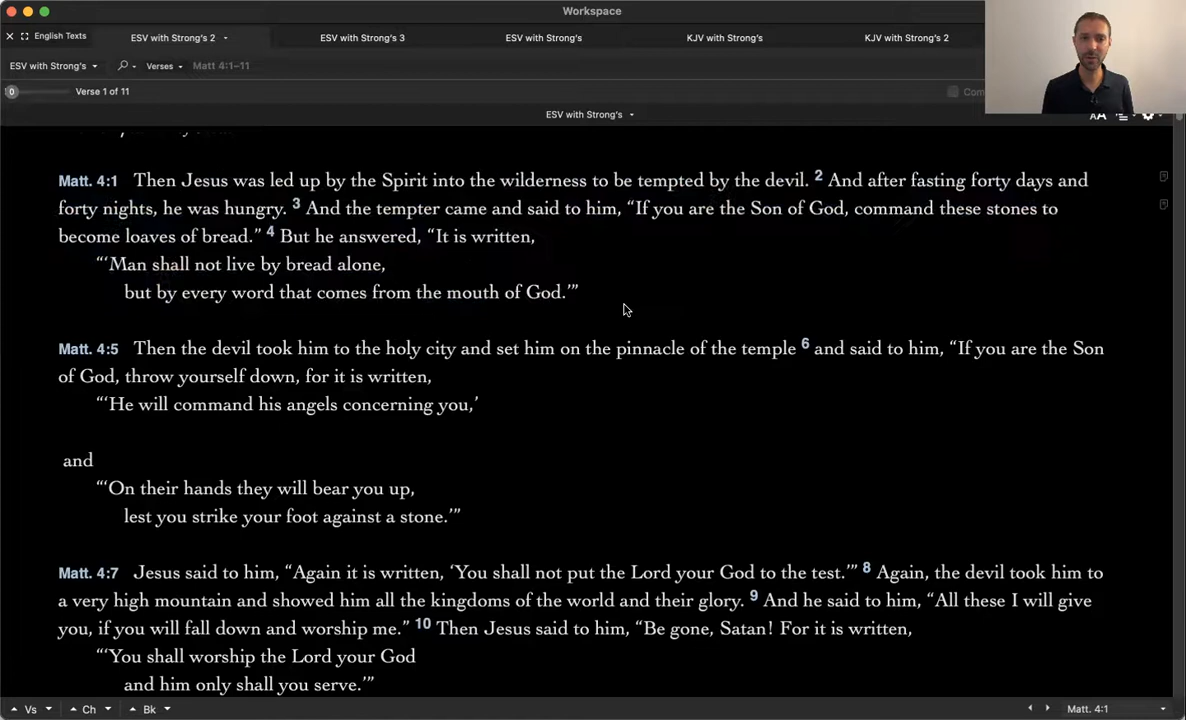 Workspace
English Texts
ESV with Strong's 2
ESV with Strong's 3
ESV with Strong's
KJV with Strong's
KJV with Strong's 2
ESV with Strong's
Verses
Matt 4:1–11
0
Verse 1 of 11
Com
ESV with Strong's
AA
Matt. 4:1 Then Jesus was led up by the Spirit into the wilderness to be tempted by the devil. 2 And after fasting forty days and
forty nights, he was hungry. 3 And the tempter came and said to him, “If you are the Son of God, command these stones to
become loaves of bread.” 4 But he answered, “It is written,
“‘Man shall not live by bread alone,
but by every word that comes from the mouth of God.’”
Matt. 4:5 Then the devil took him to the holy city and set him on the pinnacle of the temple 6 and said to him, “If you are the Son
of God, throw yourself down, for it is written,
“‘He will command his angels concerning you,’
and
“‘On their hands they will bear you up,
lest you strike your foot against a stone.’”
Matt. 4:7 Jesus said to him, “Again it is written, ‘You shall not put the Lord your God to the test.’” 8 Again, the devil took him to
a very high mountain and showed him all the kingdoms of the world and their glory. 9 And he said to him, “All these I will give
you, if you will fall down and worship me.” 10 Then Jesus said to him, “Be gone, Satan! For it is written,
“‘You shall worship the Lord your God
and him only shall you serve.’”
Vs
Ch
Bk
Matt. 4:1